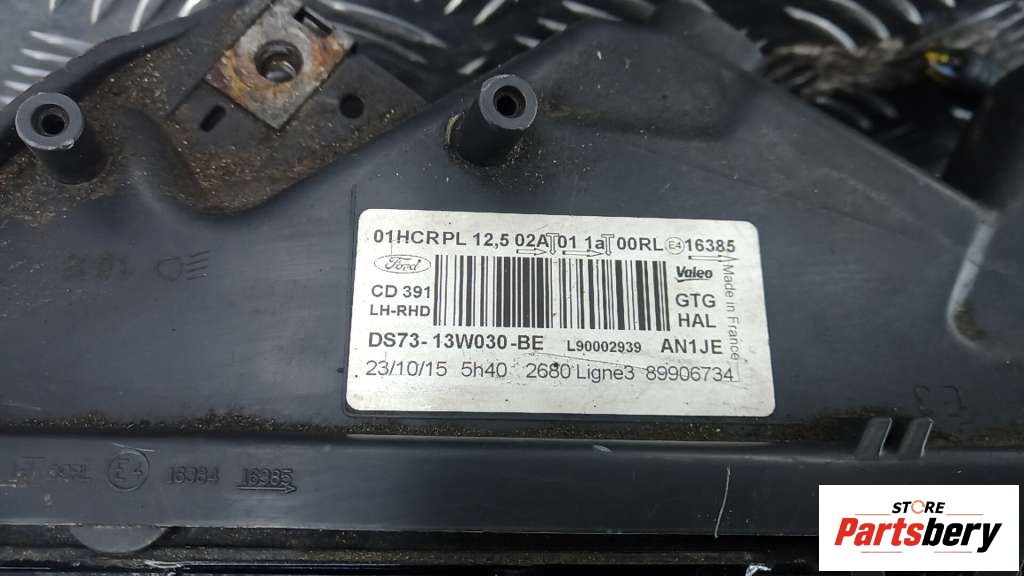 01HCRPL 12,5 02A 01 1a 00RL E4 16385
Ford
Valeo
CD 391
LH-RHD
GTG
HAL
Made in France
DS73-13W030-BE L90002939 AN1JE
23/10/15 5h40 2680 Ligne3 89906734
E4 16384 16385
STORE
Partsbery